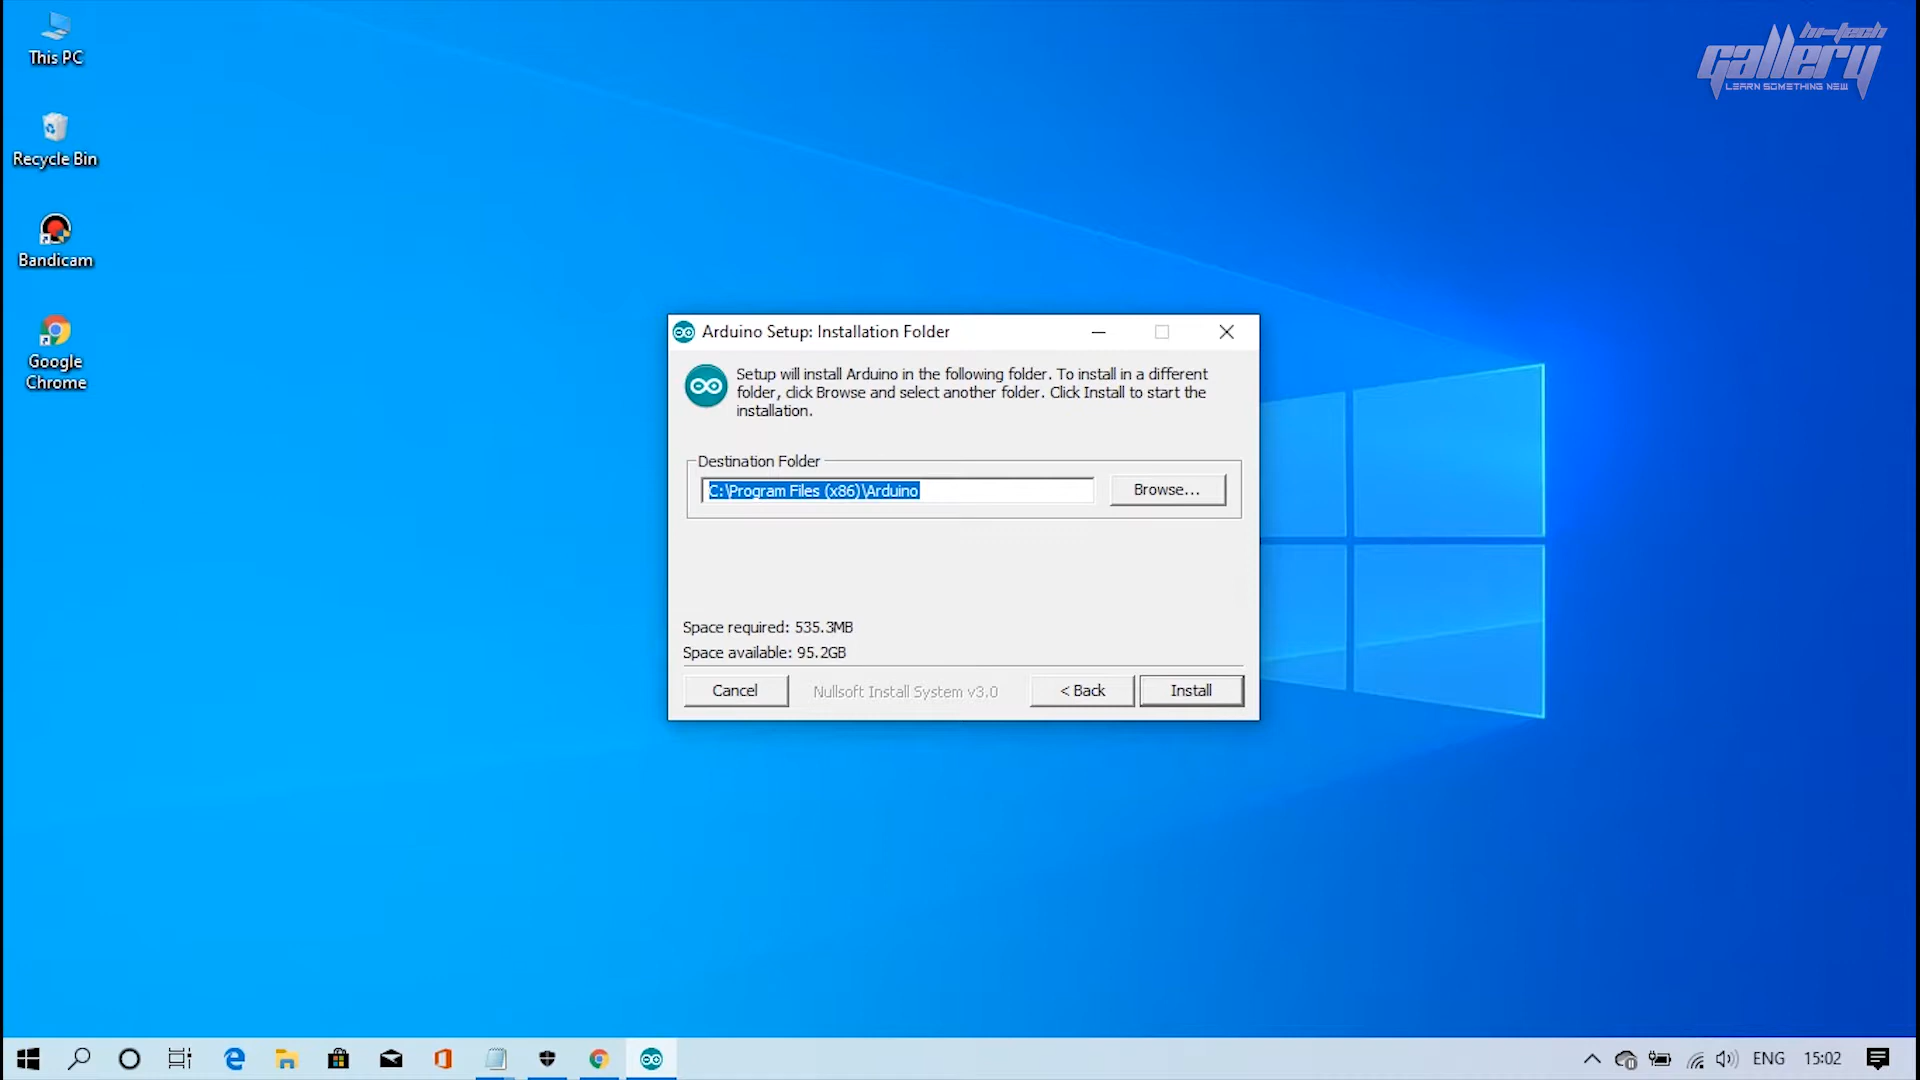 This PC
Recycle Bin
Bandicam
Google
Chrome
hi-tech
gallery
LEARN SOMETHING NEW
Arduino Setup: Installation Folder
Setup will install Arduino in the following folder. To install in a different
folder, click Browse and select another folder. Click Install to start the
installation.
Destination Folder
C:\Program Files (x86)\Arduino
Browse...
Space required: 535.3MB
Space available: 95.2GB
Cancel
Nullsoft Install System v3.0
< Back
Install
ENG
15:02